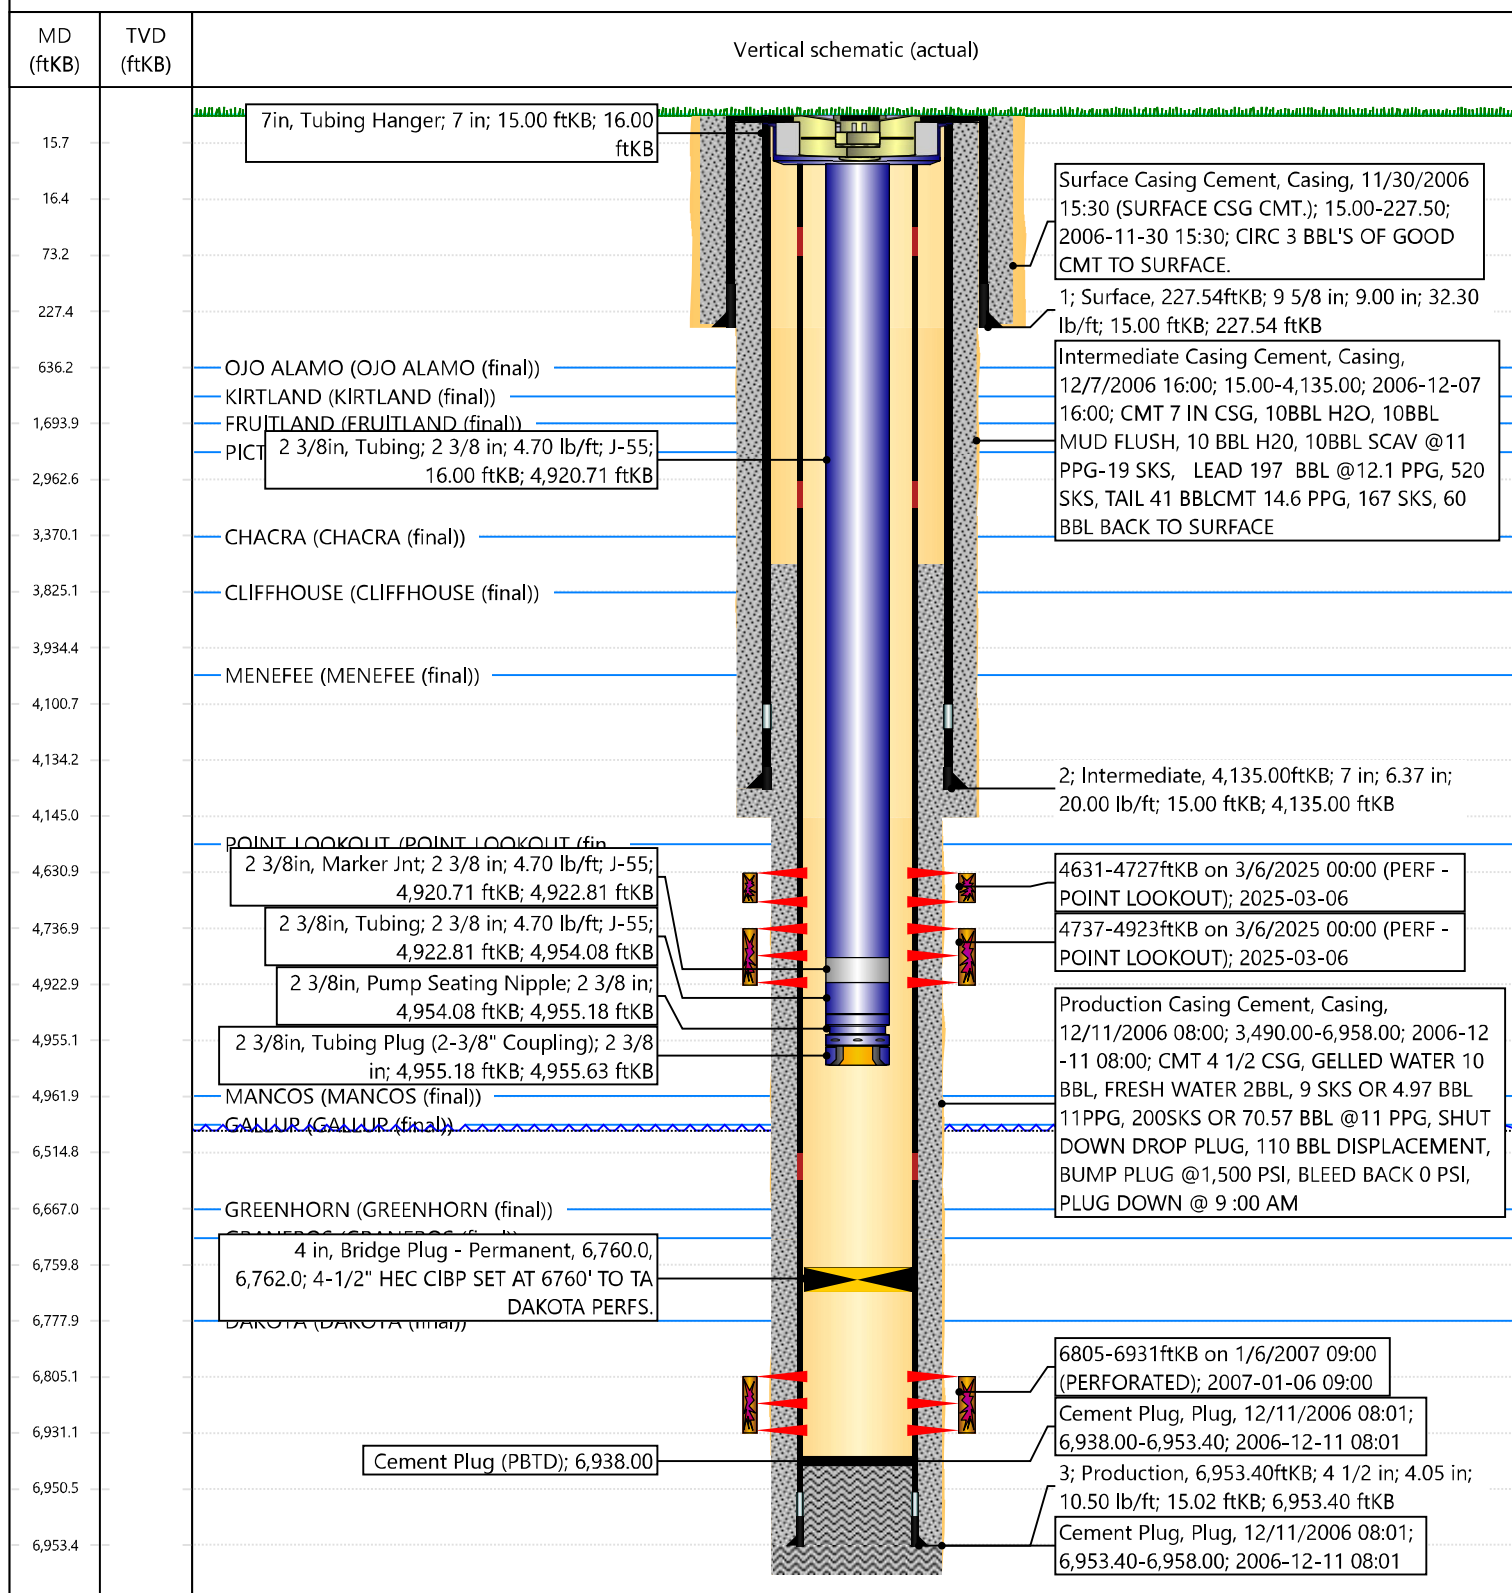 MD
(ftKB)
TVD
(ftKB)
Vertical schematic (actual)
15.7
16.4
73.2
227.4
636.2
1,693.9
2,962.6
3,370.1
3,825.1
3,934.4
4,100.7
4,134.2
4,145.0
4,630.9
4,736.9
4,922.9
4,955.1
4,961.9
6,514.8
6,667.0
6,759.8
6,777.9
6,805.1
6,931.1
6,950.5
6,953.4
7in, Tubing Hanger; 7 in; 15.00 ftKB; 16.00
ftKB
OJO ALAMO (OJO ALAMO (final))
KIRTLAND (KIRTLAND (final))
FRUITLAND (FRUITLAND (final))
PICT
2 3/8in, Tubing; 2 3/8 in; 4.70 lb/ft; J-55;
16.00 ftKB; 4,920.71 ftKB
CHACRA (CHACRA (final))
CLIFFHOUSE (CLIFFHOUSE (final))
MENEFEE (MENEFEE (final))
POINT LOOKOUT (POINT LOOKOUT (fin
2 3/8in, Marker Jnt; 2 3/8 in; 4.70 lb/ft; J-55;
4,920.71 ftKB; 4,922.81 ftKB
2 3/8in, Tubing; 2 3/8 in; 4.70 lb/ft; J-55;
4,922.81 ftKB; 4,954.08 ftKB
2 3/8in, Pump Seating Nipple; 2 3/8 in;
4,954.08 ftKB; 4,955.18 ftKB
2 3/8in, Tubing Plug (2-3/8" Coupling); 2 3/8
in; 4,955.18 ftKB; 4,955.63 ftKB
MANCOS (MANCOS (final))
GALLUP (GALLUP (final))
GREENHORN (GREENHORN (final))
GRANEROS (GRANEROS (final))
4 in, Bridge Plug - Permanent, 6,760.0,
6,762.0; 4-1/2" HEC CIBP SET AT 6760' TO TA
DAKOTA PERFS.
DAKOTA (DAKOTA (final))
Cement Plug (PBTD); 6,938.00
Surface Casing Cement, Casing, 11/30/2006
15:30 (SURFACE CSG CMT.); 15.00-227.50;
2006-11-30 15:30; CIRC 3 BBL'S OF GOOD
CMT TO SURFACE.
1; Surface, 227.54ftKB; 9 5/8 in; 9.00 in; 32.30
lb/ft; 15.00 ftKB; 227.54 ftKB
Intermediate Casing Cement, Casing,
12/7/2006 16:00; 15.00-4,135.00; 2006-12-07
16:00; CMT 7 IN CSG, 10BBL H2O, 10BBL
MUD FLUSH, 10 BBL H20, 10BBL SCAV @11
PPG-19 SKS, LEAD 197 BBL @12.1 PPG, 520
SKS, TAIL 41 BBLCMT 14.6 PPG, 167 SKS, 60
BBL BACK TO SURFACE
2; Intermediate, 4,135.00ftKB; 7 in; 6.37 in;
20.00 lb/ft; 15.00 ftKB; 4,135.00 ftKB
4631-4727ftKB on 3/6/2025 00:00 (PERF -
POINT LOOKOUT); 2025-03-06
4737-4923ftKB on 3/6/2025 00:00 (PERF -
POINT LOOKOUT); 2025-03-06
Production Casing Cement, Casing,
12/11/2006 08:00; 3,490.00-6,958.00; 2006-12
-11 08:00; CMT 4 1/2 CSG, GELLED WATER 10
BBL, FRESH WATER 2BBL, 9 SKS OR 4.97 BBL
11PPG, 200SKS OR 70.57 BBL @11 PPG, SHUT
DOWN DROP PLUG, 110 BBL DISPLACEMENT,
BUMP PLUG @1,500 PSI, BLEED BACK 0 PSI,
PLUG DOWN @ 9 :00 AM
6805-6931ftKB on 1/6/2007 09:00
(PERFORATED); 2007-01-06 09:00
Cement Plug, Plug, 12/11/2006 08:01;
6,938.00-6,953.40; 2006-12-11 08:01
3; Production, 6,953.40ftKB; 4 1/2 in; 4.05 in;
10.50 lb/ft; 15.02 ftKB; 6,953.40 ftKB
Cement Plug, Plug, 12/11/2006 08:01;
6,953.40-6,958.00; 2006-12-11 08:01